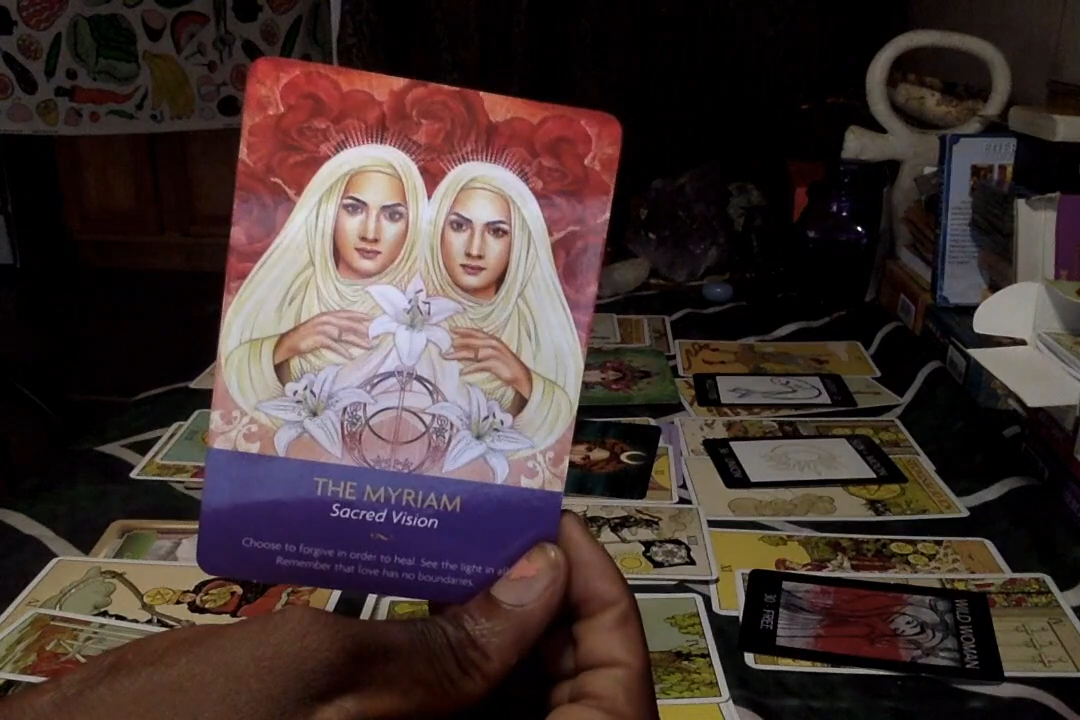 THE MYRIAM
Sacred Vision
Choose to forgive in order to heal. See the light in
Remember that love has no boundaries.
WILD WOMAN
30 FREE